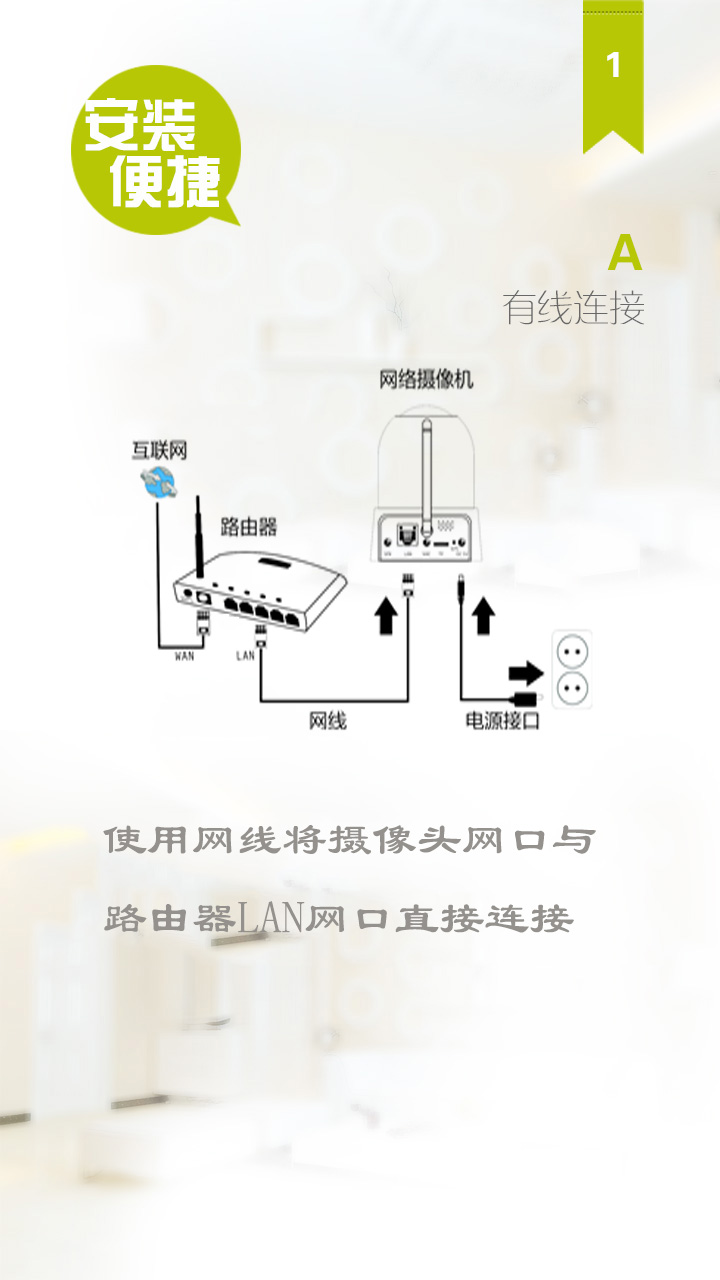 安装
便捷
1
A
有线连接
网络摄像机
互联网
路由器
WAN
LAN
网线
电源接口
使用网线将摄像头网口与
路由器LAN网口直接连接